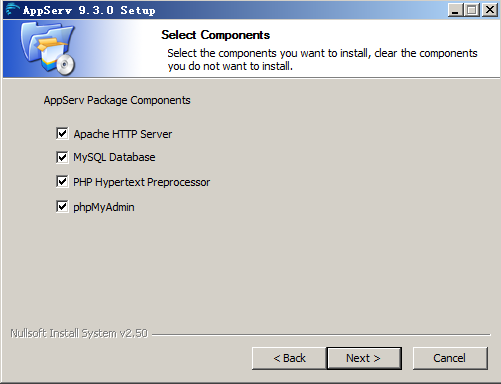 AppServ 9.3.0 Setup
Select Components
Select the components you want to install, clear the components
you do not want to install.
AppServ Package Components
Apache HTTP Server
MySQL Database
PHP Hypertext Preprocessor
phpMyAdmin
Nullsoft Install System v2.50
< Back
Next >
Cancel